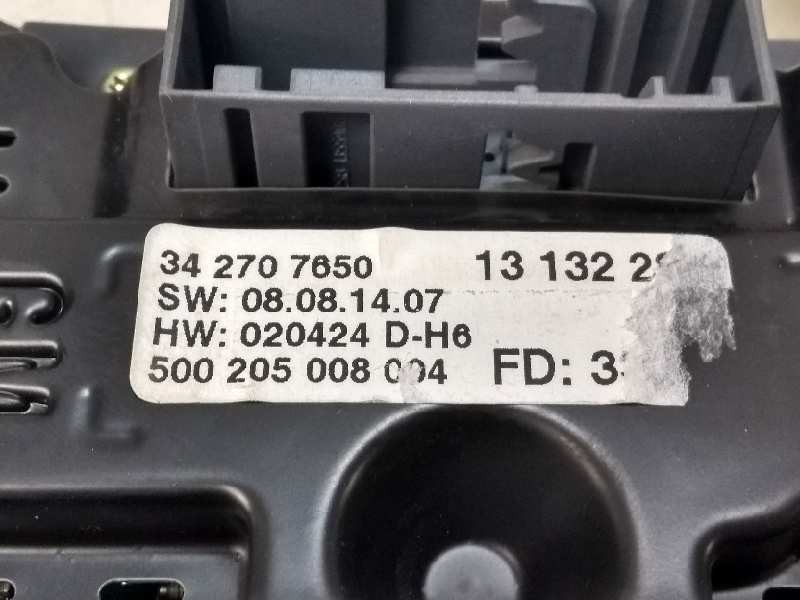 34 270 7650 13 132
SW: 08.08.14.07
HW: 020424 D-H6
500 205 008 004 FD: